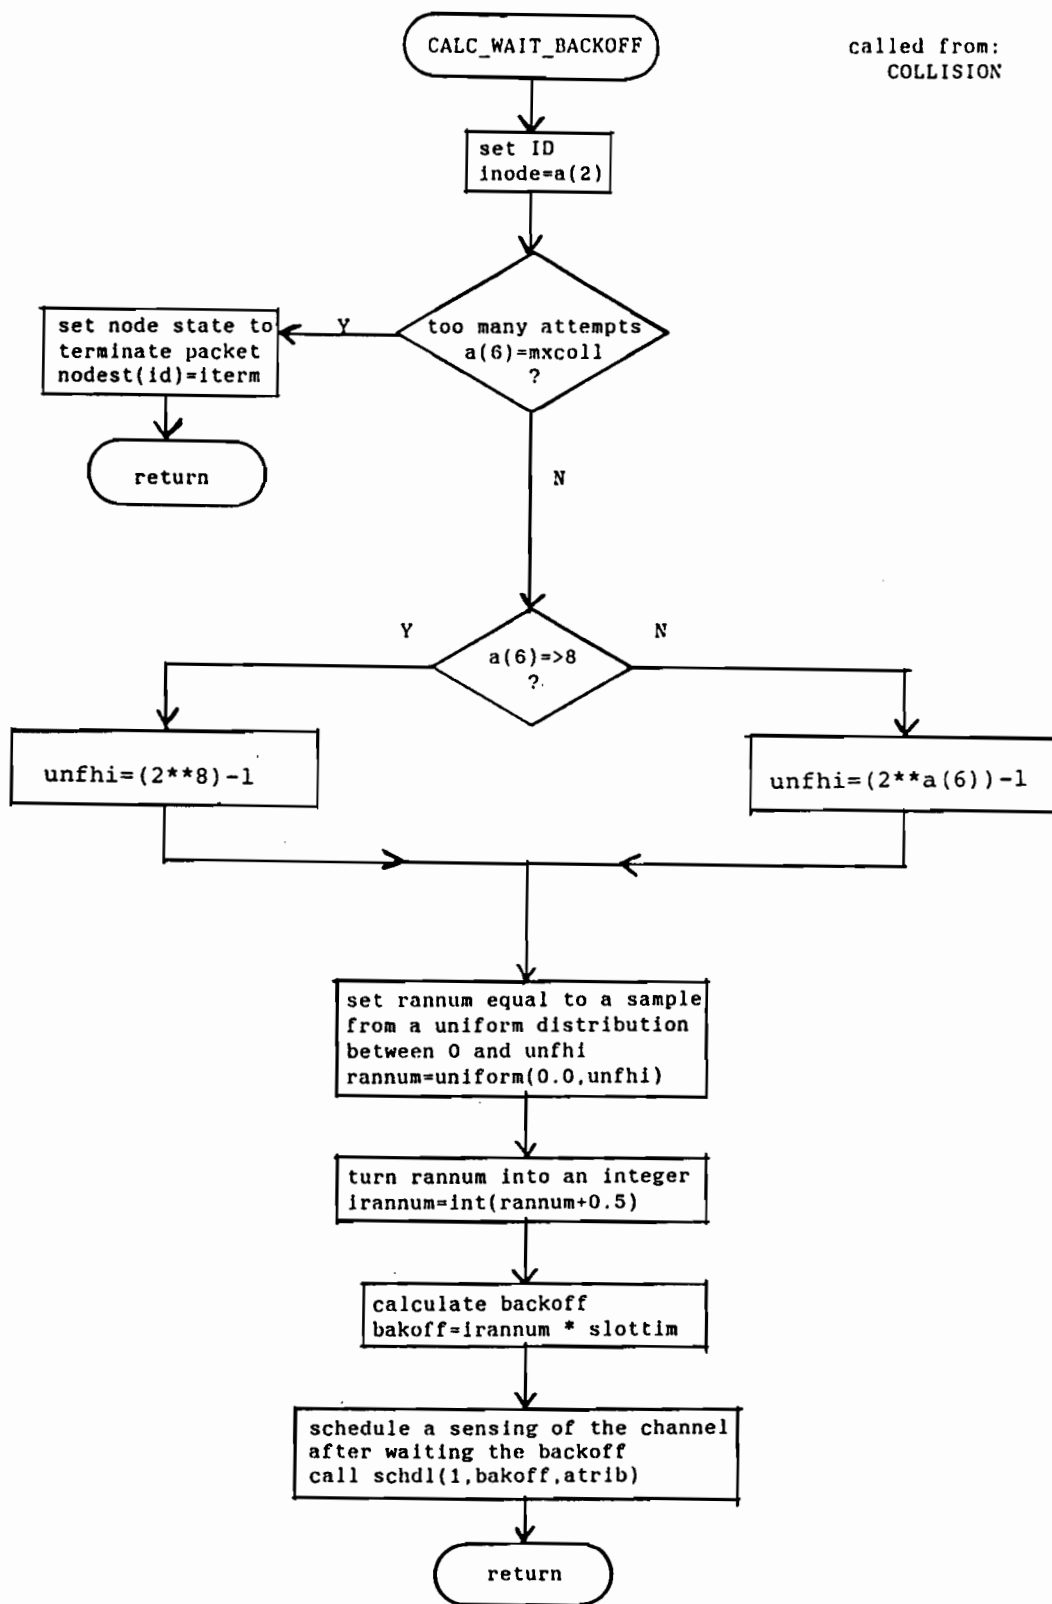 CALC_WAIT_BACKOFF
called from:
COLLISION
set ID
inode=a(2)
too many attempts
a(6)=mxcoll
?
Y
set node state to
terminate packet
nodest(id)=iterm
return
N
Y
N
a(6)=>8
?
unfhi=(2**8)-1
unfhi=(2**a(6))-1
set rannum equal to a sample
from a uniform distribution
between 0 and unfhi
rannum=uniform(0.0,unfhi)
turn rannum into an integer
irannum=int(rannum+0.5)
calculate backoff
bakoff=irannum * slottim
schedule a sensing of the channel
after waiting the backoff
call schdl(1,bakoff,atrib)
return